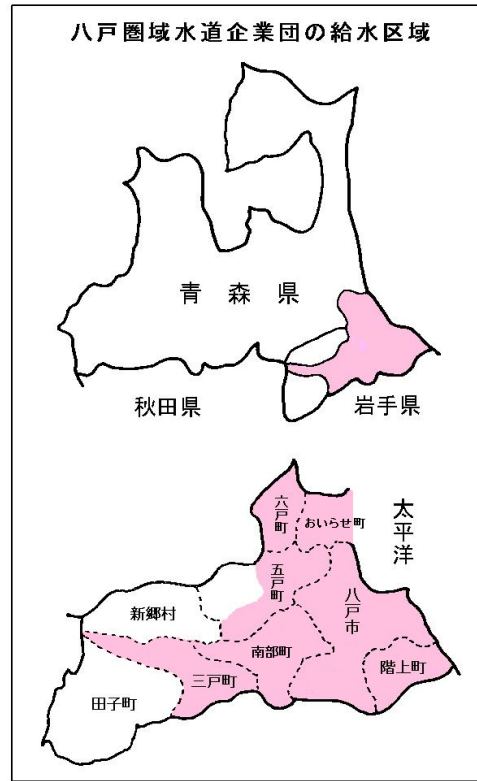 八戸圏域水道企業団の給水区域
青森県
秋田県
岩手県
六戸町
おいらせ町
太平洋
五戸町
新郷村
八戸市
南部町
階上町
三戸町
田子町